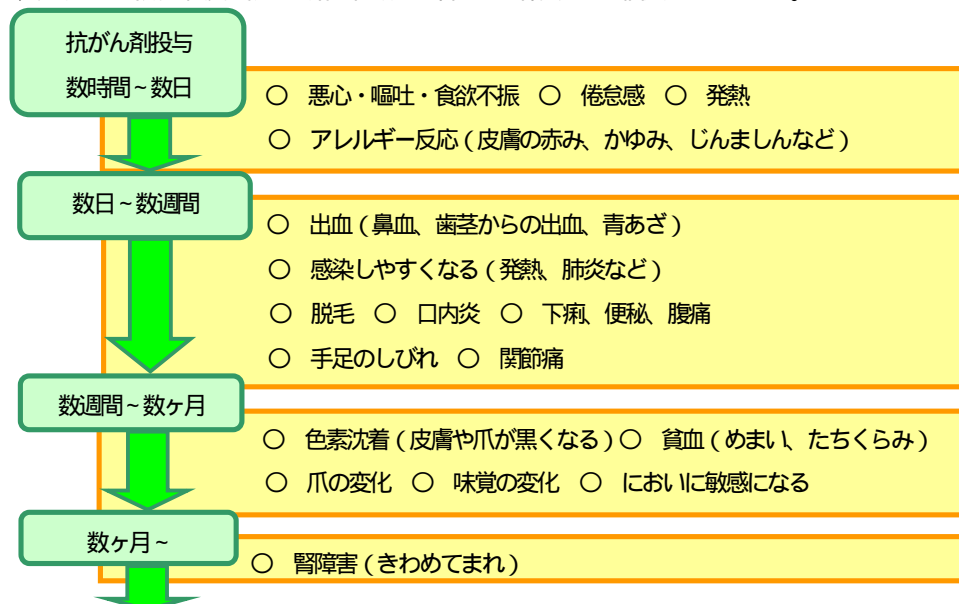 抗がん剤投与
数時間~数日
○ 悪心・嘔吐・食欲不振 ○ 倦怠感 ○ 発熱
○ アレルギー反応(皮膚の赤み、かゆみ、じんましんなど)
数日~数週間
○ 出血(鼻血、歯茎からの出血、青あざ)
○ 感染しやすくなる(発熱、肺炎など)
○ 脱毛 ○ 口内炎 ○ 下痢、便秘、腹痛
○ 手足のしびれ ○ 関節痛
数週間~数ヶ月
○ 色素沈着(皮膚や爪が黒くなる)○ 貧血(めまい、たちくらみ)
○ 爪の変化 ○ 味覚の変化 ○ においに敏感になる
数ヶ月~
○ 腎障害(きわめてまれ)